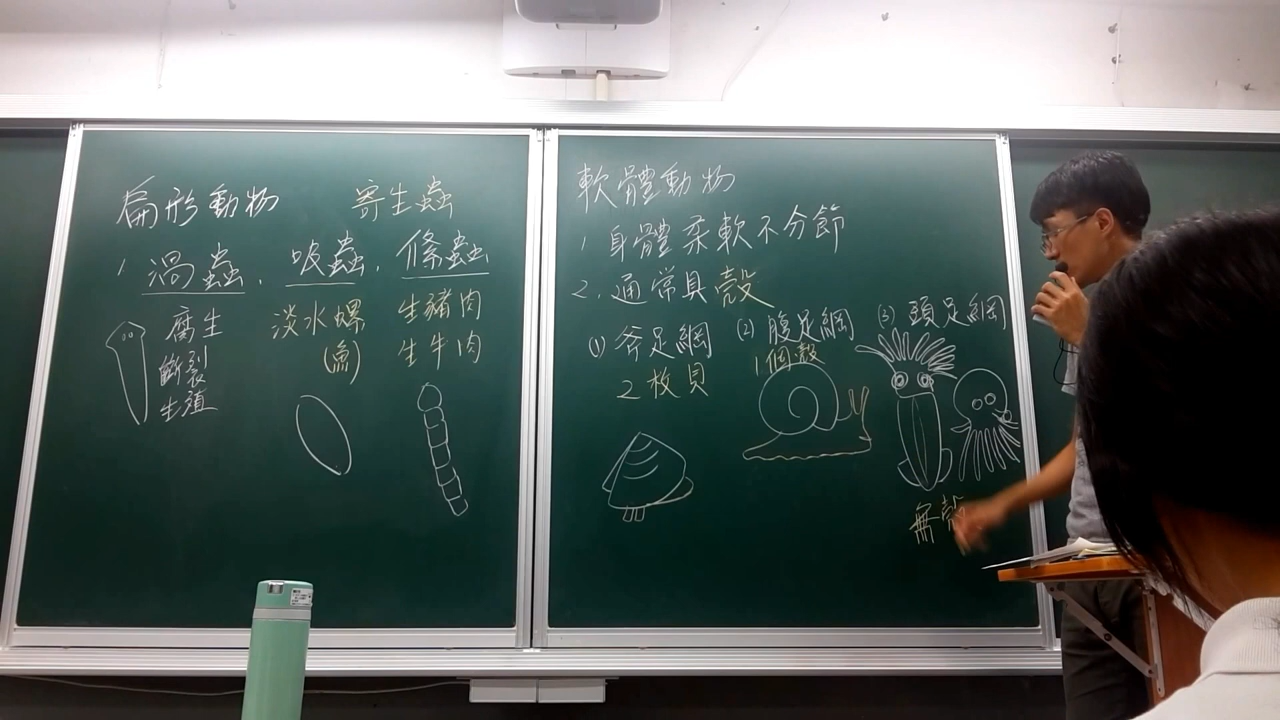 扁形動物 寄生蟲
1 渦蟲. 吸蟲. 條蟲
腐生
斷裂
生殖
淡水螺
(魚)
生豬肉
生牛肉
軟體動物
1 身體柔軟不分節
2. 通常具殼
(1) 斧足綱
2枚貝
(2) 腹足綱
1個殼
(3) 頭足綱
無殼